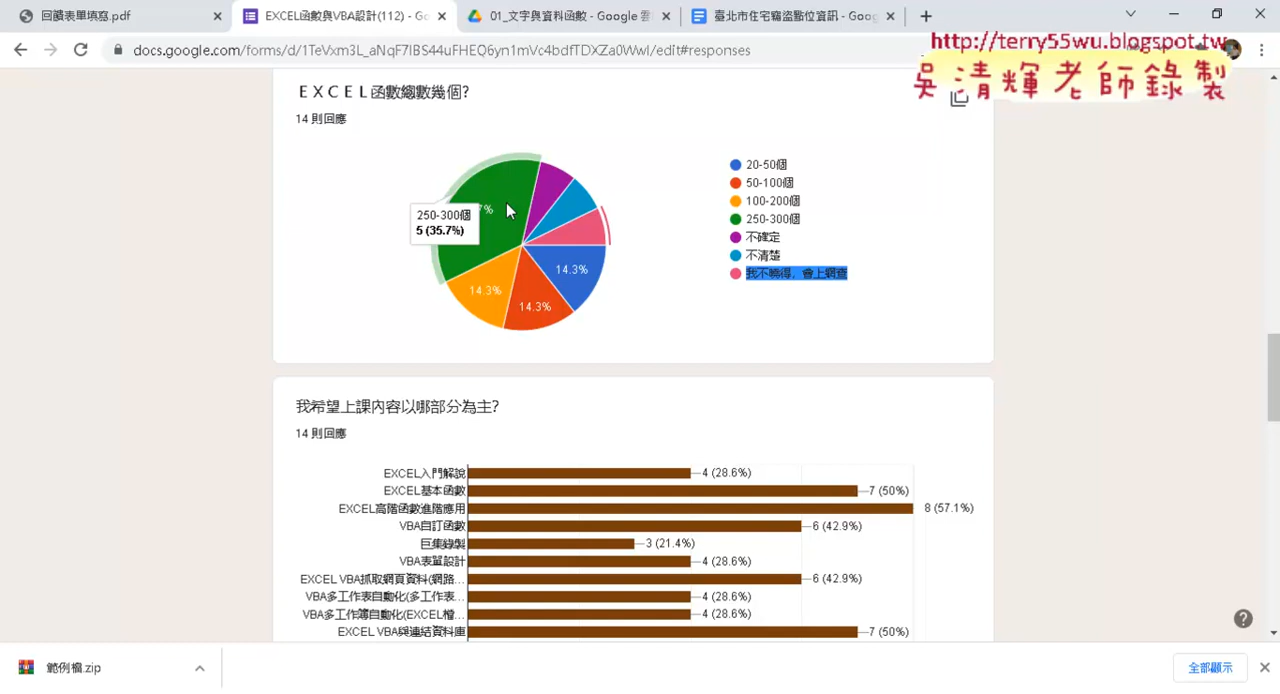 回饋表單填寫.pdf
EXCEL函數與VBA設計(112) - Go
01_文字與資料函數 - Google 雲
臺北市住宅竊盜點位資訊 - Goog
docs.google.com/forms/d/1TeVxm3L_aNqF7lBS44uFHEQ6yn1mVc4bdfTDXZa0WwI/edit#responses
http://terry55wu.blogspot.tw
吳清輝老師錄製
ＥＸＣＥＬ函數總數幾個?
14 則回應
250-300個
5 (35.7%)
7%
14.3%
14.3%
14.3%
20-50個
50-100個
100-200個
250-300個
不確定
不清楚
我不曉得，會上網查
我希望上課內容以哪部分為主?
14 則回應
EXCEL入門解說 4 (28.6%)
EXCEL基本函數 7 (50%)
EXCEL高階函數進階應用 8 (57.1%)
VBA自訂函數 6 (42.9%)
巨集錄製 3 (21.4%)
VBA表單設計 4 (28.6%)
EXCEL VBA抓取網頁資料(網路… 6 (42.9%)
VBA多工作表自動化(多工作表… 4 (28.6%)
VBA多工作簿自動化(EXCEL檔… 4 (28.6%)
EXCEL VBA與連結資料庫 7 (50%)
範例檔.zip
全部顯示